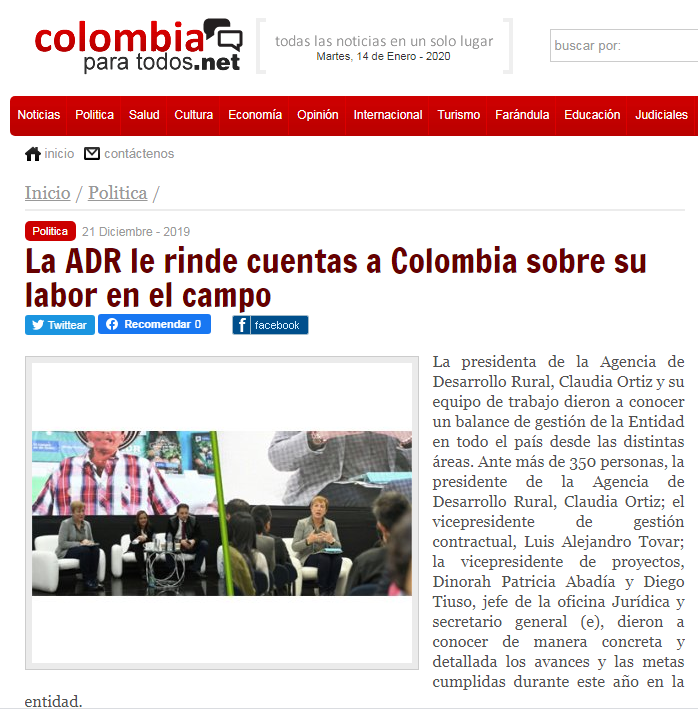 colombia
para todos.net
todas las noticias en un solo lugar
Martes, 14 de Enero - 2020
buscar por:
Noticias Politica Salud Cultura Economía Opinión Internacional Turismo Farándula Educación Judiciales
inicio contáctenos
Inicio / Politica /
Politica 21 Diciembre - 2019
La ADR le rinde cuentas a Colombia sobre su
labor en el campo
Twittear Recomendar 0 facebook
La presidenta de la Agencia de
Desarrollo Rural, Claudia Ortiz y su
equipo de trabajo dieron a conocer
un balance de gestión de la Entidad
en todo el país desde las distintas
áreas. Ante más de 350 personas, la
presidente de la Agencia de
Desarrollo Rural, Claudia Ortiz; el
vicepresidente de gestión
contractual, Luis Alejandro Tovar;
la vicepresidente de proyectos,
Dinorah Patricia Abadía y Diego
Tiuso, jefe de la oficina Jurídica y
secretario general (e), dieron a
conocer de manera concreta y
detallada los avances y las metas
cumplidas durante este año en la
entidad.